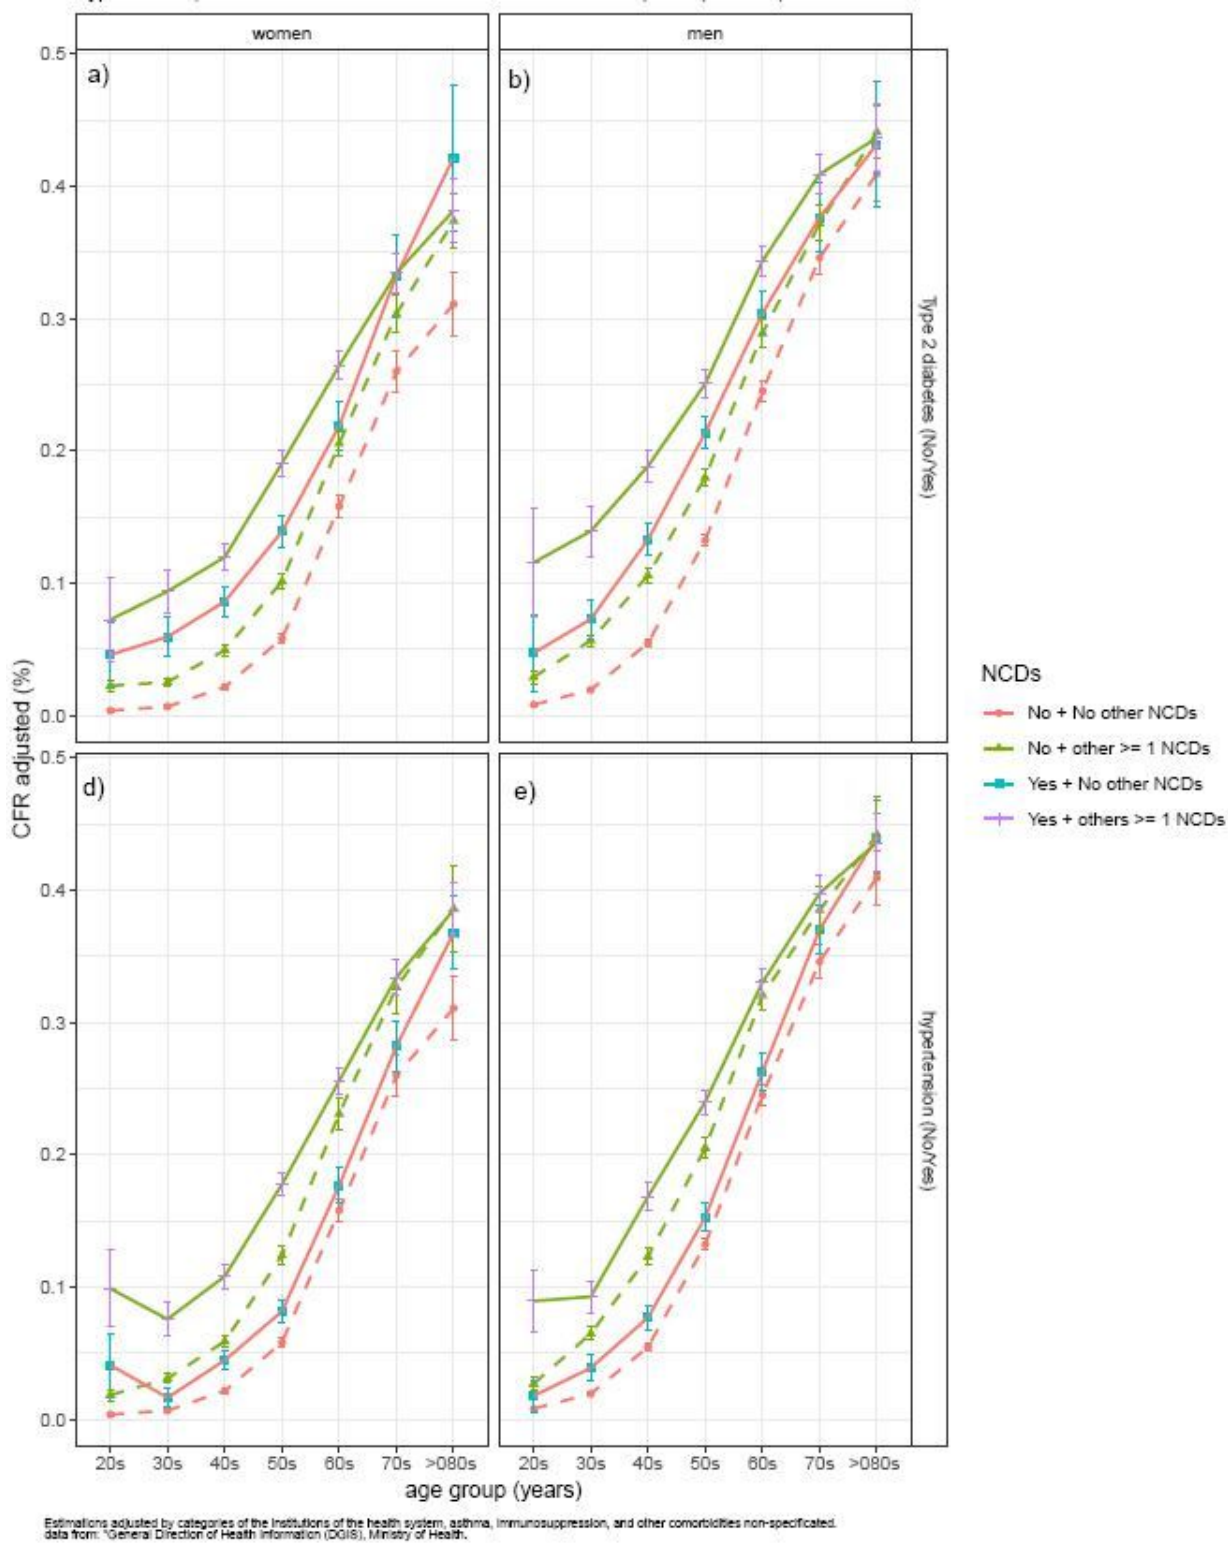 women
men
a)
b)
0.5
0.4
0.3
0.2
0.1
0.0
Type 2 diabetes (No/Yes)
CFR adjusted (%)
NCDs
No + No other NCDs
No + other >= 1 NCDs
Yes + No other NCDs
Yes + others >= 1 NCDs
d)
e)
0.5
0.4
0.3
0.2
0.1
0.0
hypertension (No/Yes)
20s 30s 40s 50s 60s 70s >080s
20s 30s 40s 50s 60s 70s >080s
age group (years)
Estimations adjusted by categories of the institutions of the health system, asthma, immunosuppression, and other comorbidities non-specificated.
data from: "General Direction of Health Information (DGIS), Ministry of Health.